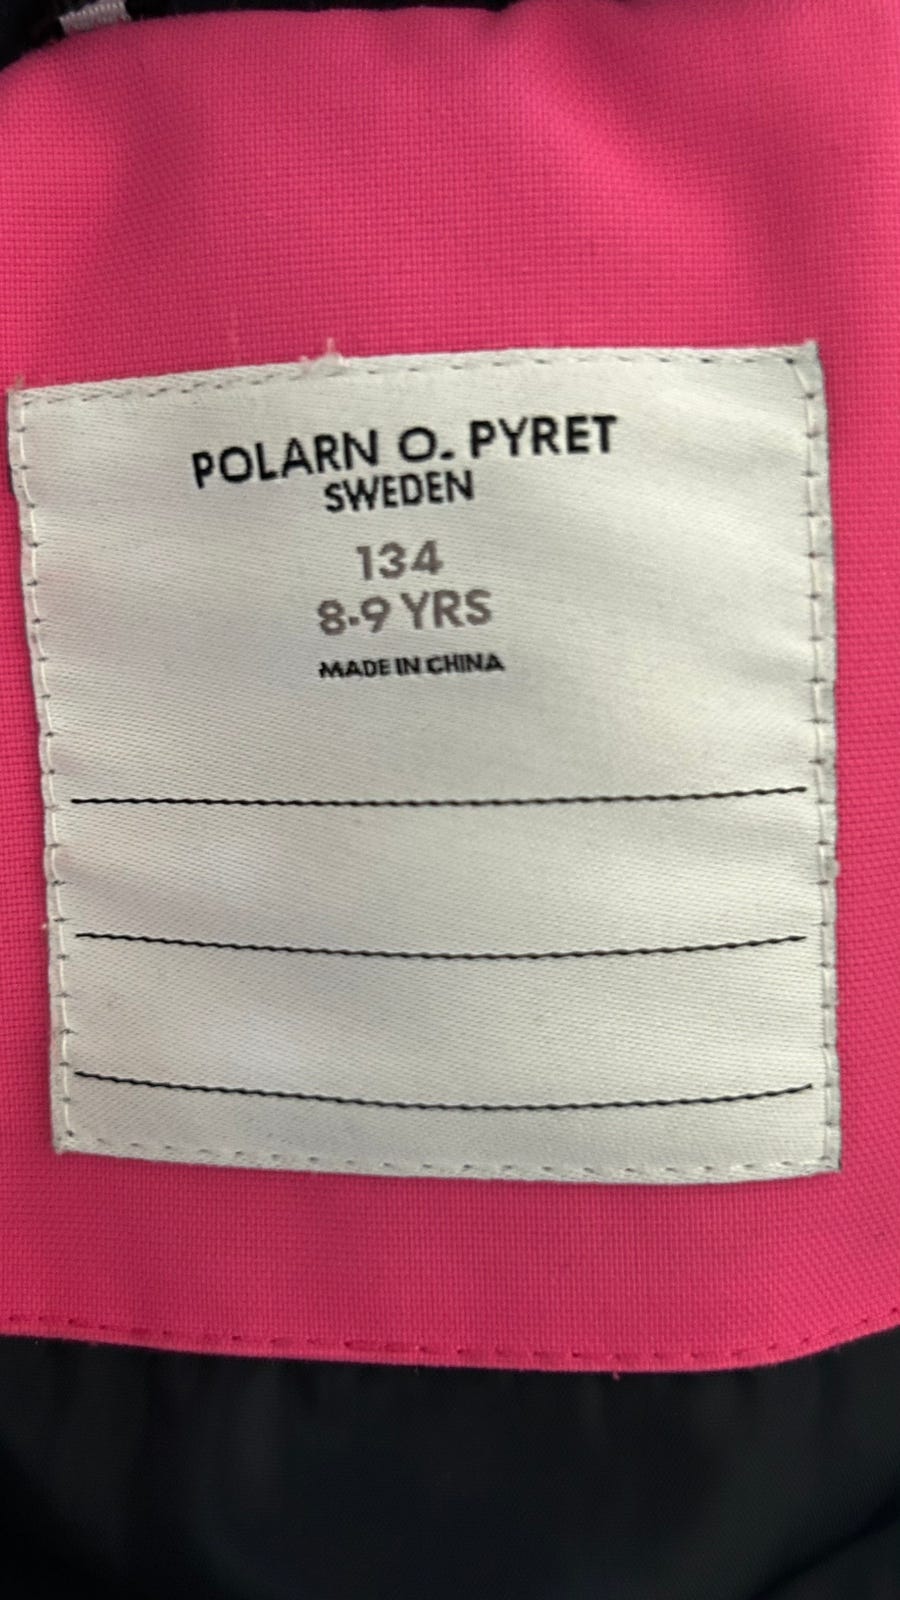 POLARN O. PYRET
SWEDEN
134
8-9 YRS
MADE IN CHINA